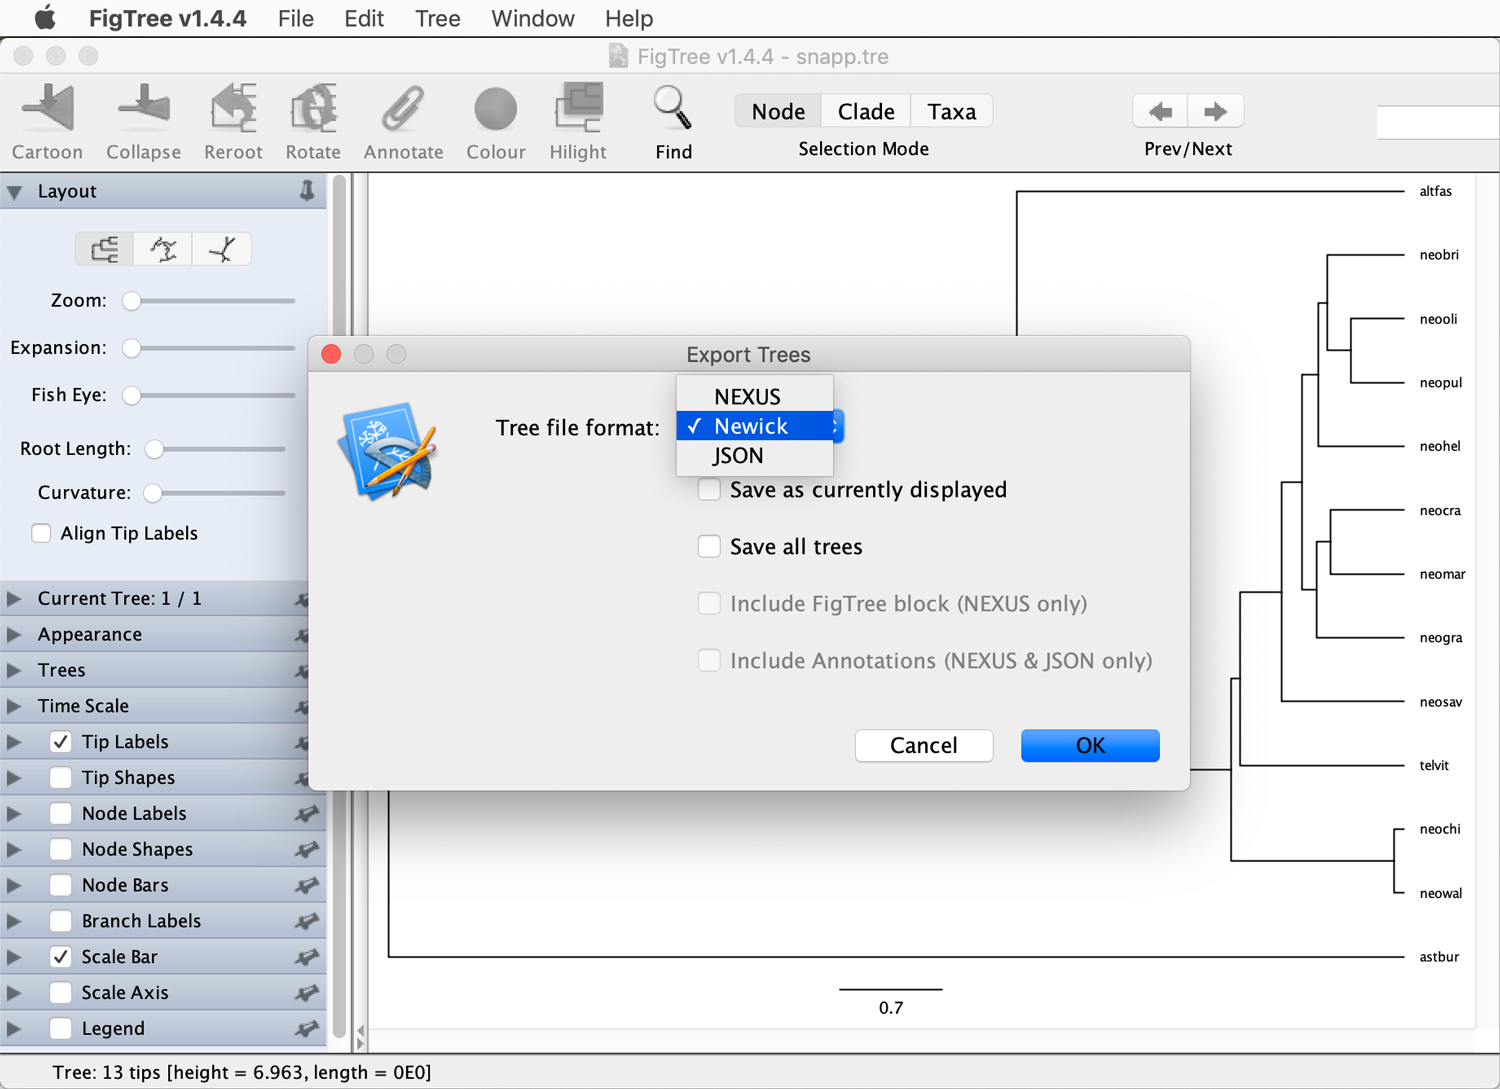 FigTree v1.4.4 File Edit Tree Window Help
FigTree v1.4.4 - snapp.tre
Cartoon Collapse Reroot Rotate Annotate Colour Hilight Find
Node Clade Taxa
Selection Mode
Prev/Next
Layout
Zoom:
Expansion:
Fish Eye:
Root Length:
Curvature:
Align Tip Labels
Current Tree: 1 / 1
Appearance
Trees
Time Scale
Tip Labels
Tip Shapes
Node Labels
Node Shapes
Node Bars
Branch Labels
Scale Bar
Scale Axis
Legend
Export Trees
Tree file format:
NEXUS
✓ Newick
JSON
Save as currently displayed
Save all trees
Include FigTree block (NEXUS only)
Include Annotations (NEXUS & JSON only)
Cancel OK
altfas
neobri
neooli
neopul
neohel
neocra
neomar
neogra
neosav
telvit
neochi
neowal
astbur
0.7
Tree: 13 tips [height = 6.963, length = 0E0]